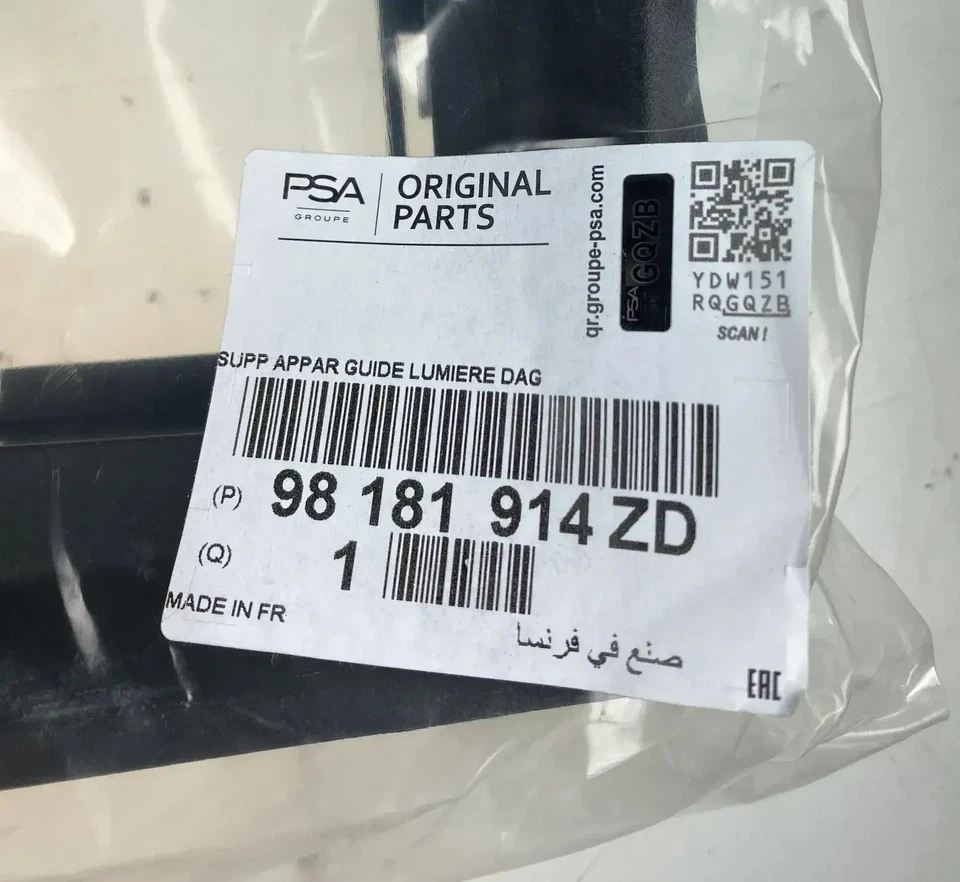 PSA
GROUPE
ORIGINAL
PARTS
qr.groupe-psa.com
PSA GQZB
YDW151
RQGQZB
SCAN!
SUPP APPAR GUIDE LUMIERE DAG
(P) 98 181 914 ZD
(Q) 1
MADE IN FR
صنع في فرنسا
EAC